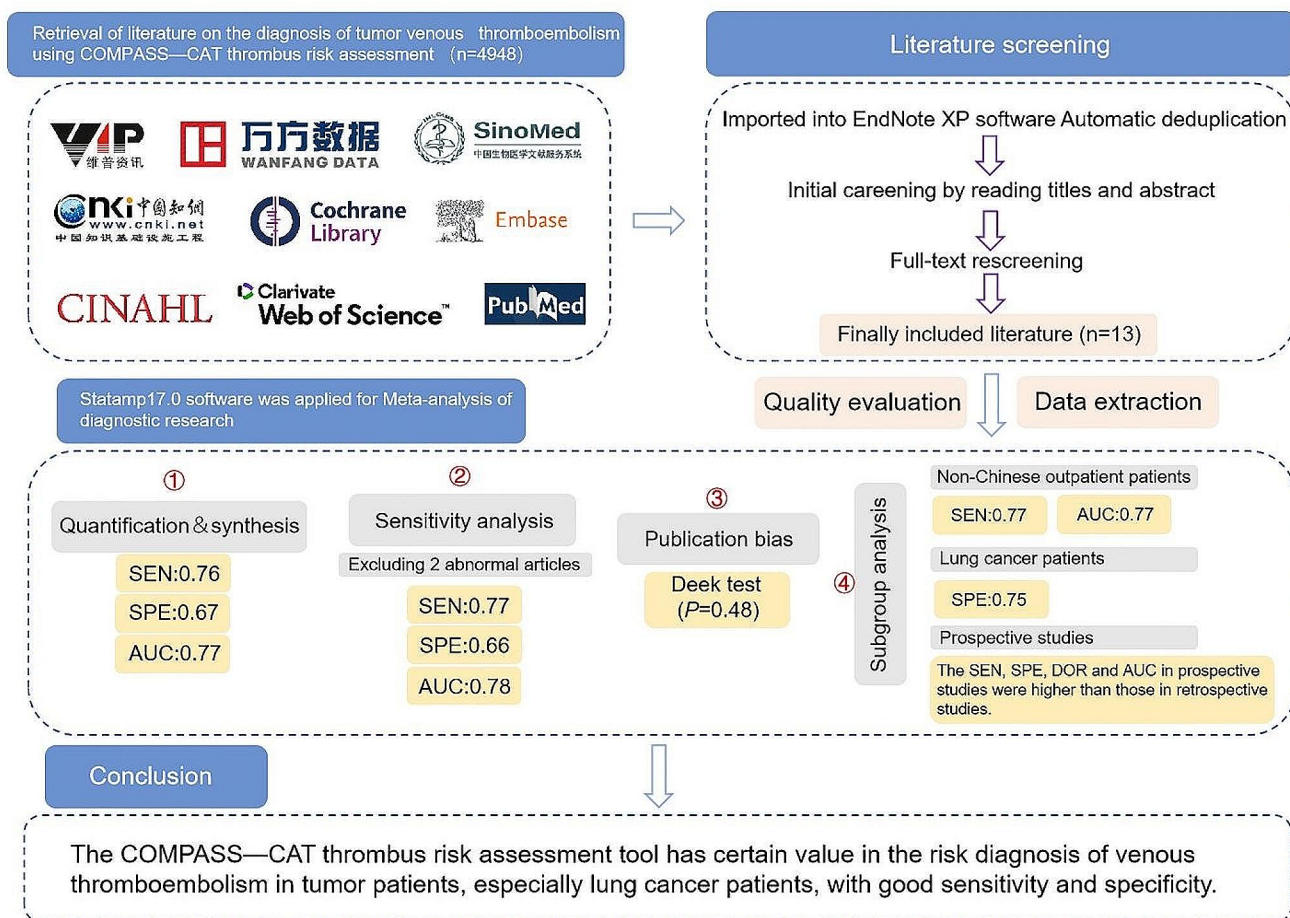 Retrieval of literature on the diagnosis of tumor venous thromboembolism
using COMPASS—CAT thrombus risk assessment (n=4948)
VIP
维普资讯
万方数据
WANFANG DATA
SinoMed
中国生物医学文献服务系统
Cnki中国知网
www.cnki.net
中国知识基础设施工程
Cochrane
Library
Embase
CINAHL
Clarivate
Web of Science™
PubMed
Literature screening
Imported into EndNote XP software Automatic deduplication
Initial careening by reading titles and abstract
Full-text rescreening
Finally included literature (n=13)
Quality evaluation
Data extraction
Statamp17.0 software was applied for Meta-analysis of
diagnostic research
①
Quantification＆synthesis
SEN:0.76
SPE:0.67
AUC:0.77
②
Sensitivity analysis
Excluding 2 abnormal articles
SEN:0.77
SPE:0.66
AUC:0.78
③
Publication bias
Deek test
(P=0.48)
④
Subgroup analysis
Non-Chinese outpatient patients
SEN:0.77
AUC:0.77
Lung cancer patients
SPE:0.75
Prospective studies
The SEN, SPE, DOR and AUC in prospective
studies were higher than those in retrospective
studies.
Conclusion
The COMPASS—CAT thrombus risk assessment tool has certain value in the risk diagnosis of venous
thromboembolism in tumor patients, especially lung cancer patients, with good sensitivity and specificity.